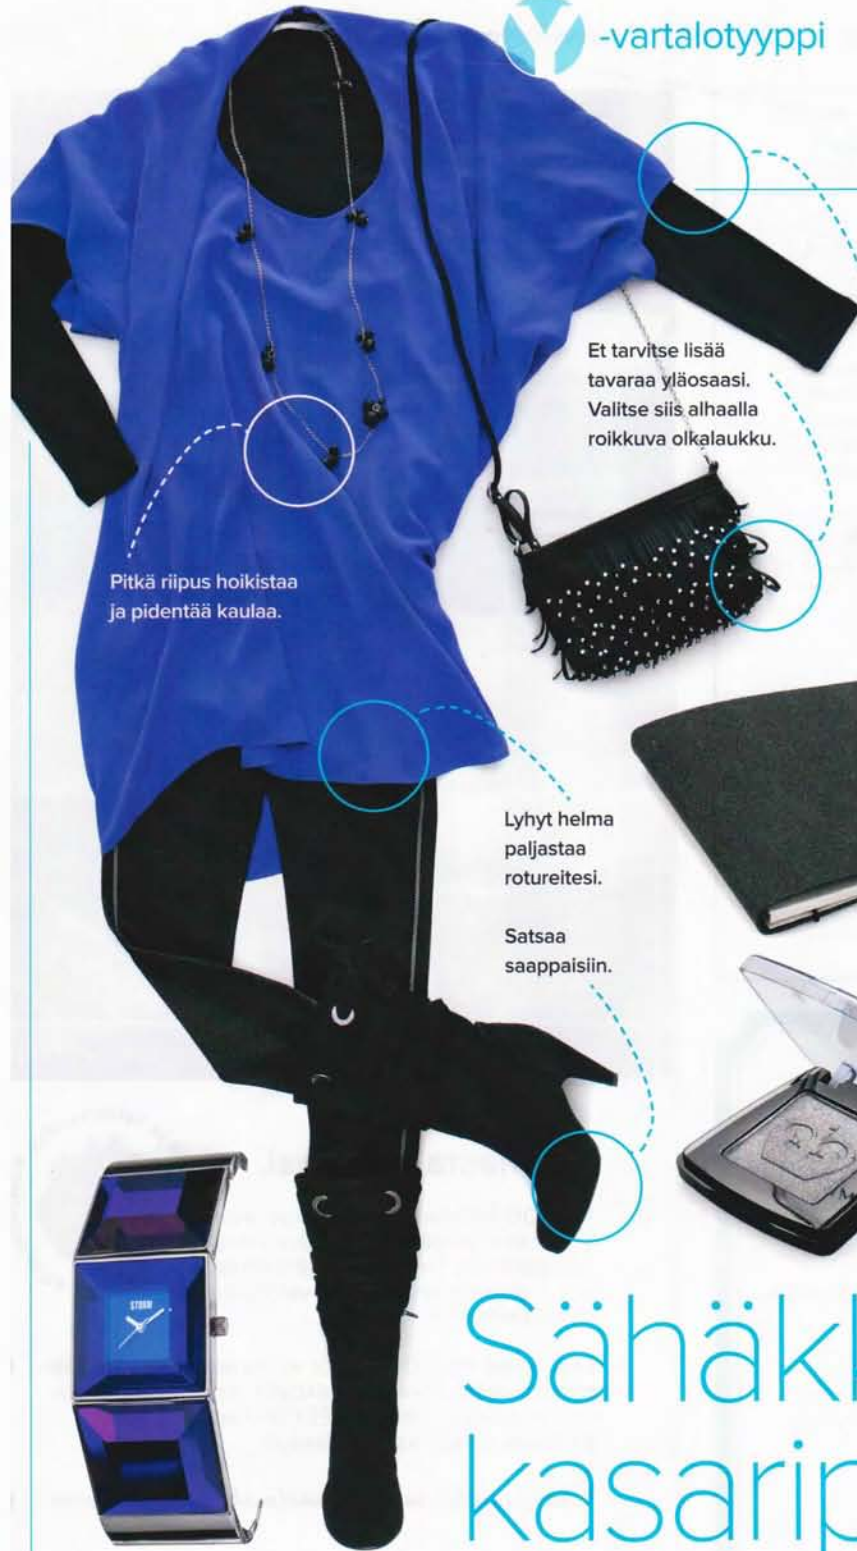 Y -vartalotyyppi
Et tarvitse lisää
tavaraa yläosaasi.
Valitse siis alhaalla
roikkuva olkalaukku.
Pitkä riipus hoikistaa
ja pidentää kaulaa.
Lyhyt helma
paljastaa
rotureitesi.
Satsaa
saappaisiin.
STORM
M
Sähäk
kasarip